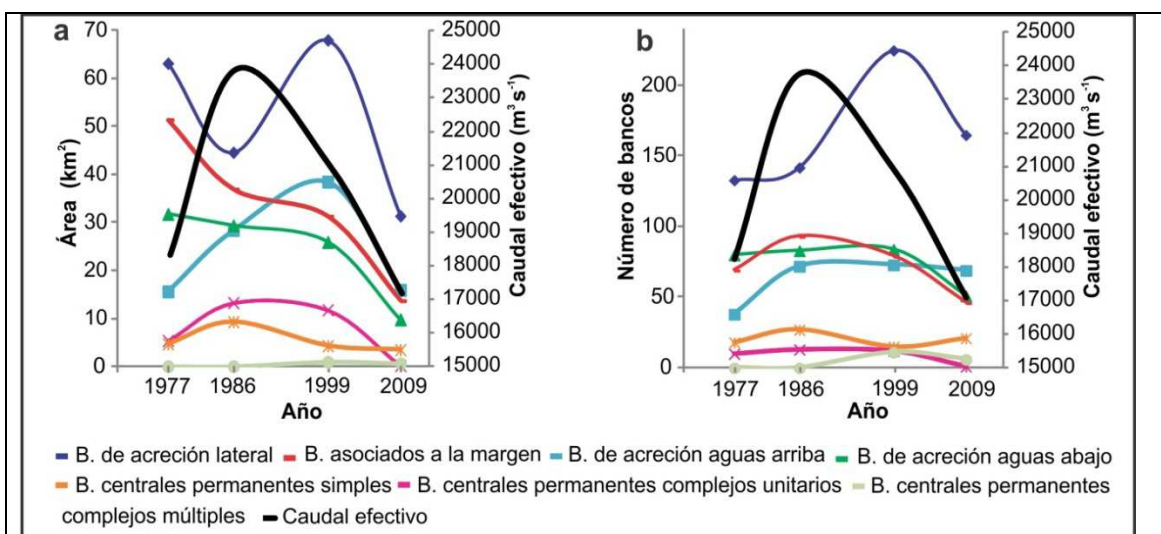 a
b
70
60
50
40
30
20
10
0
Área (km²)
25000
24000
23000
22000
21000
20000
19000
18000
17000
16000
15000
Caudal efectivo (m³ s⁻¹)
1977 1986 1999 2009
Año
200
150
100
50
0
Número de bancos
25000
24000
23000
22000
21000
20000
19000
18000
17000
16000
15000
Caudal efectivo (m³ s⁻¹)
1977 1986 1999 2009
Año
B. de acreción lateral B. asociados a la margen B. de acreción aguas arriba B. de acreción aguas abajo
B. centrales permanentes simples B. centrales permanentes complejos unitarios B. centrales permanentes
complejos múltiples Caudal efectivo